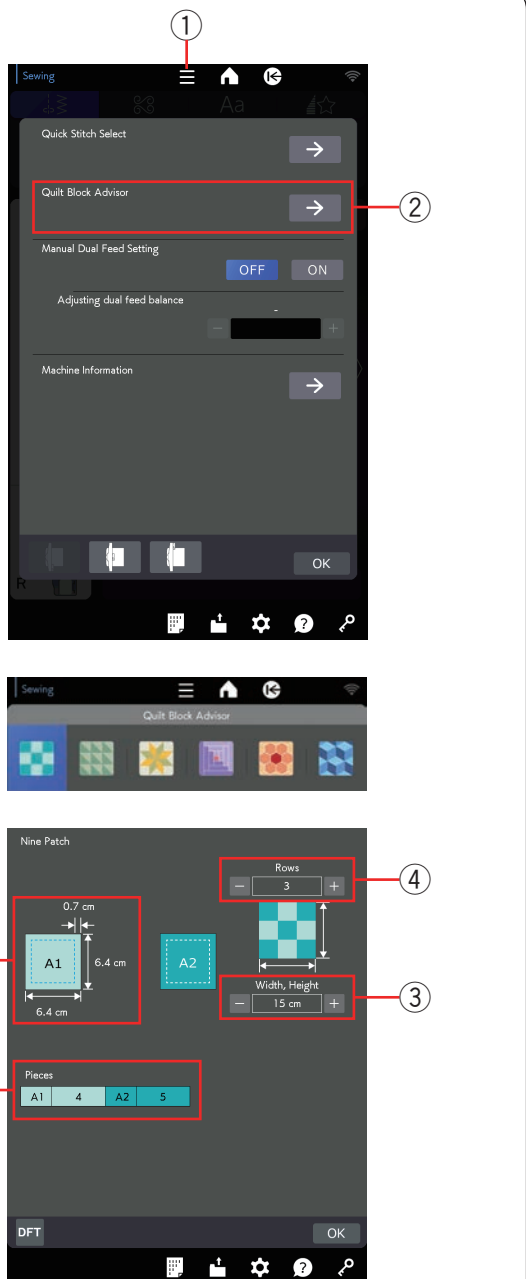 1
Sewing
Aa
Quick Stitch Select
Quilt Block Advisor
2
Manual Dual Feed Setting
OFF ON
Adjusting dual feed balance
-
− +
Machine Information
OK
R
?
Sewing
Quilt Block Advisor
Nine Patch
Rows
− 3 +
4
0.7 cm
A1
6.4 cm
6.4 cm
A2
Width, Height
− 15 cm +
3
Pieces
A1 4 A2 5
DFT
OK
?